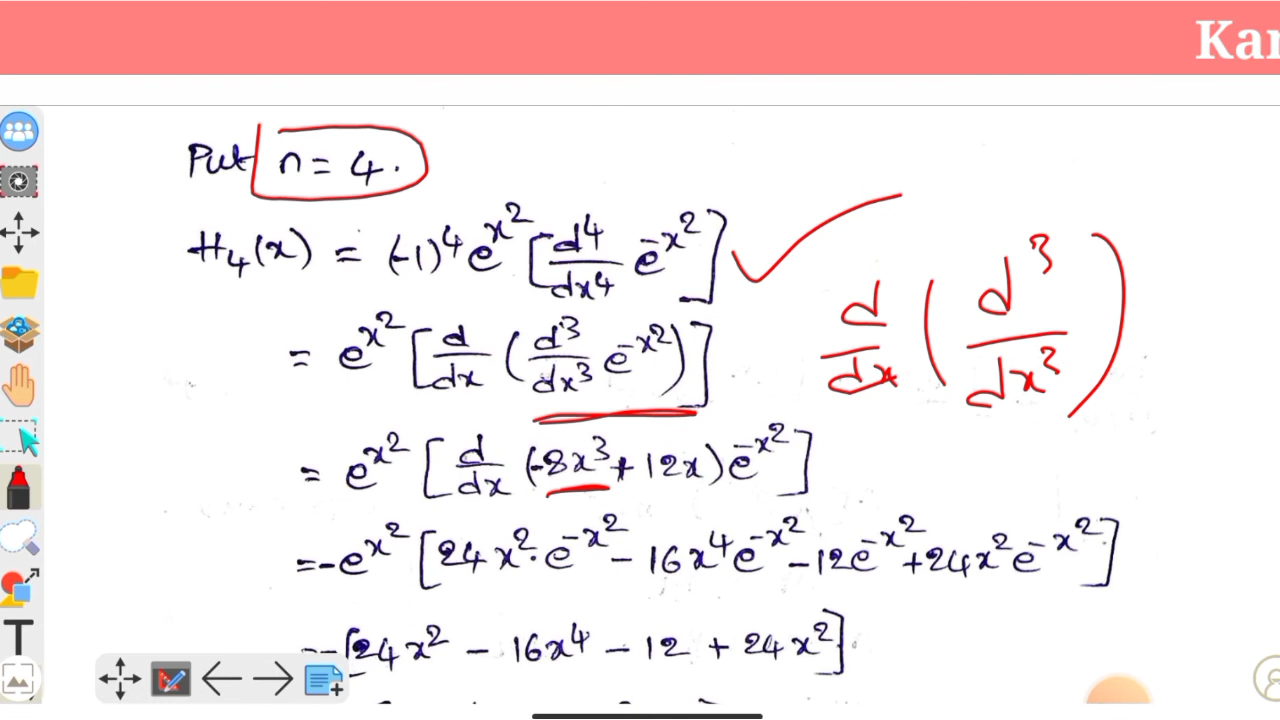 Kar
Put n = 4.
H₄(x) = (-1)⁴ e^x² [d⁴/dx⁴ e^-x²]
= e^x² [d/dx (d³/dx³ e^-x²)]
d/dx (d³/dx³)
= e^x² [d/dx (-8x³+12x) e^-x²]
= -e^x² [24x²·e^-x² - 16x⁴e^-x² - 12e^-x² + 24x²e^-x²]
= -[24x² - 16x⁴ - 12 + 24x²]
T